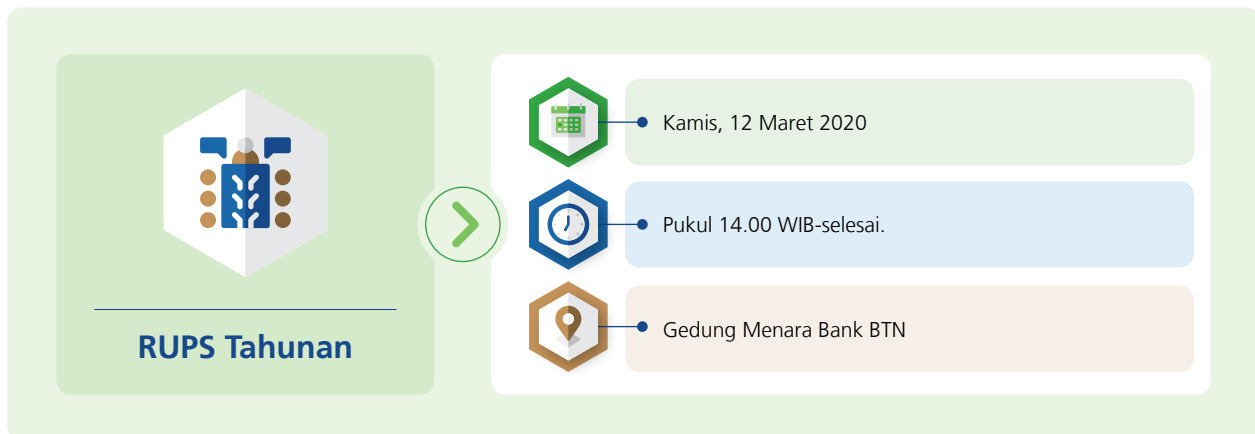 RUPS Tahunan
Kamis, 12 Maret 2020
Pukul 14.00 WIB-selesai.
Gedung Menara Bank BTN